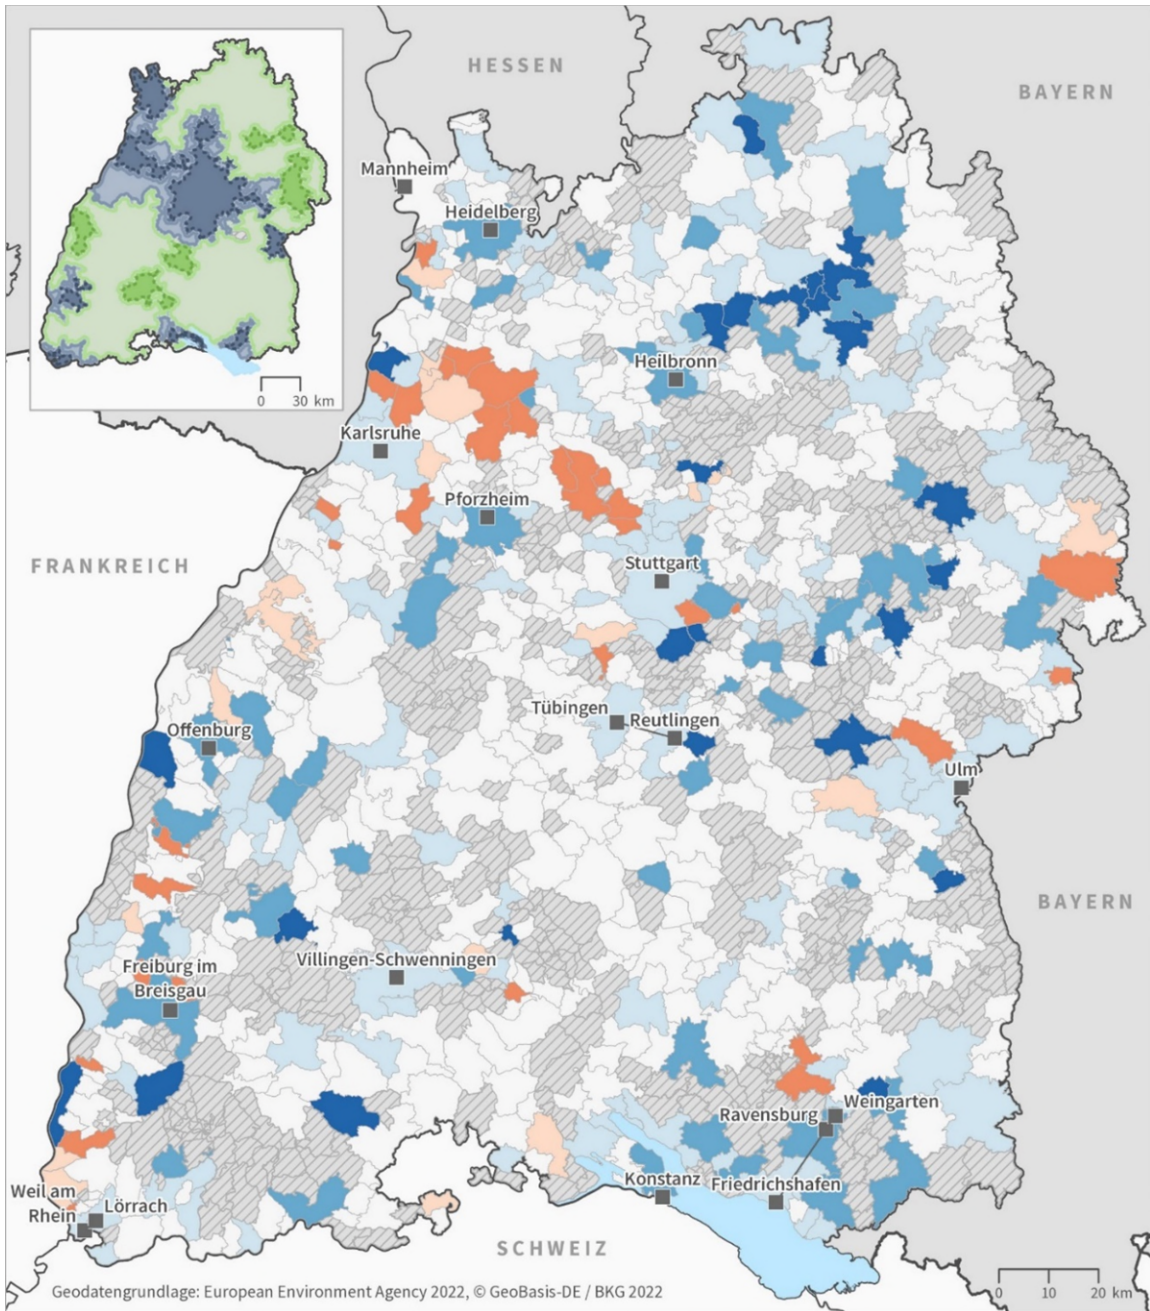 HESSEN
BAYERN
Mannheim
Heidelberg
0 30 km
Heilbronn
Karlsruhe
Pforzheim
FRANKREICH
Stuttgart
Tübingen
Reutlingen
Offenburg
Ulm
BAYERN
Villingen-Schwenningen
Freiburg im
Breisgau
Weingarten
Ravensburg
Konstanz
Friedrichshafen
Weil am
Rhein
Lörrach
SCHWEIZ
Geodatengrundlage: European Environment Agency 2022, © GeoBasis-DE / BKG 2022
0 10 20 km